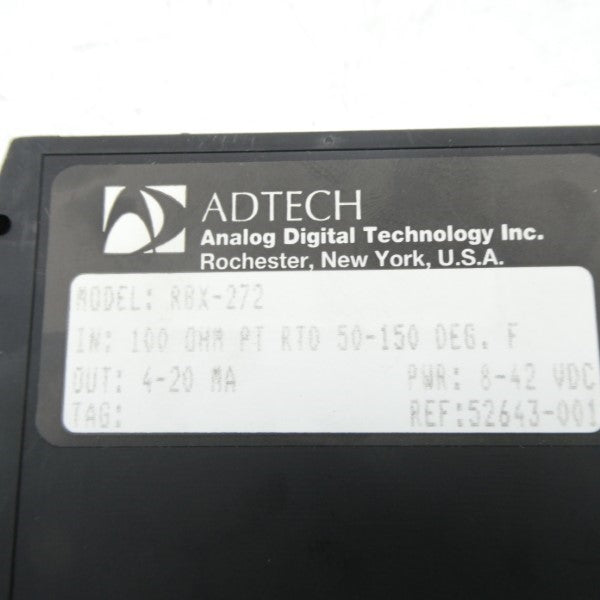 ADTECH
Analog Digital Technology Inc.
Rochester, New York, U.S.A.
MODEL: RBX-272
IN: 100 OHM PT RTD 50-150 DEG. F
OUT: 4-20 MA PWR: 8-42 VDC
TAG: REF:52643-001